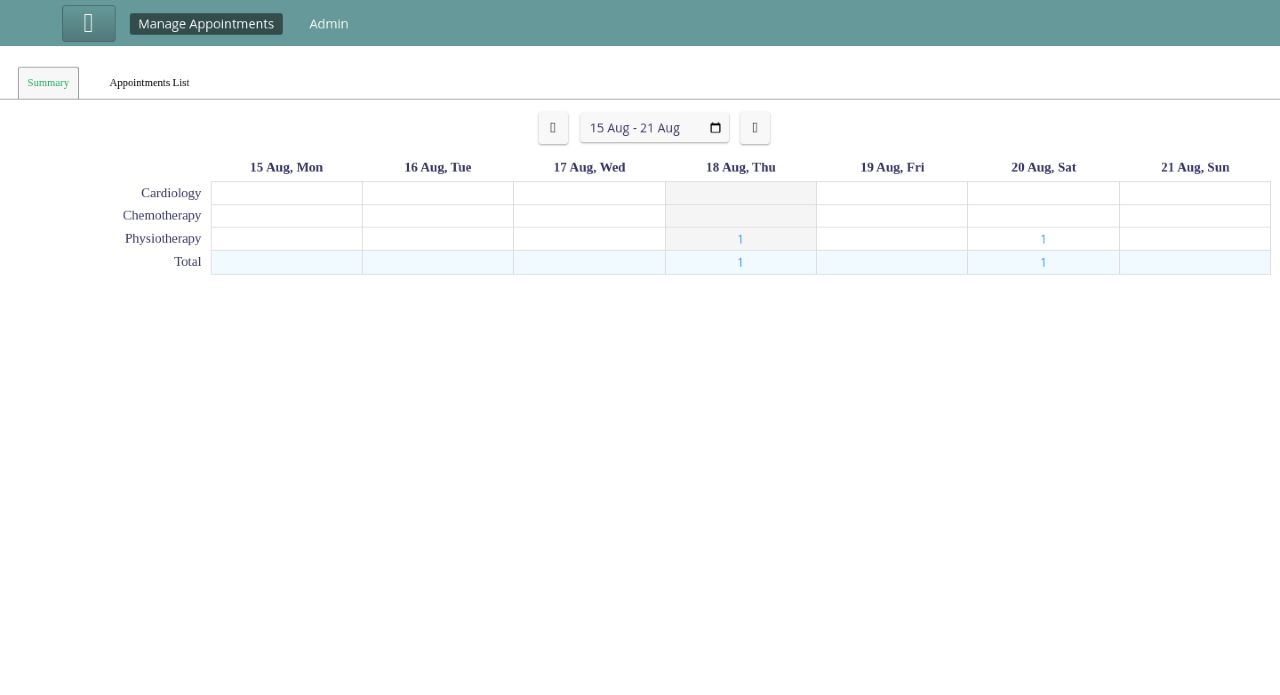 Manage Appointments Admin
Summary Appointments List
15 Aug - 21 Aug
15 Aug, Mon 16 Aug, Tue 17 Aug, Wed 18 Aug, Thu 19 Aug, Fri 20 Aug, Sat 21 Aug, Sun
Cardiology
Chemotherapy
Physiotherapy 1 1
Total 1 1